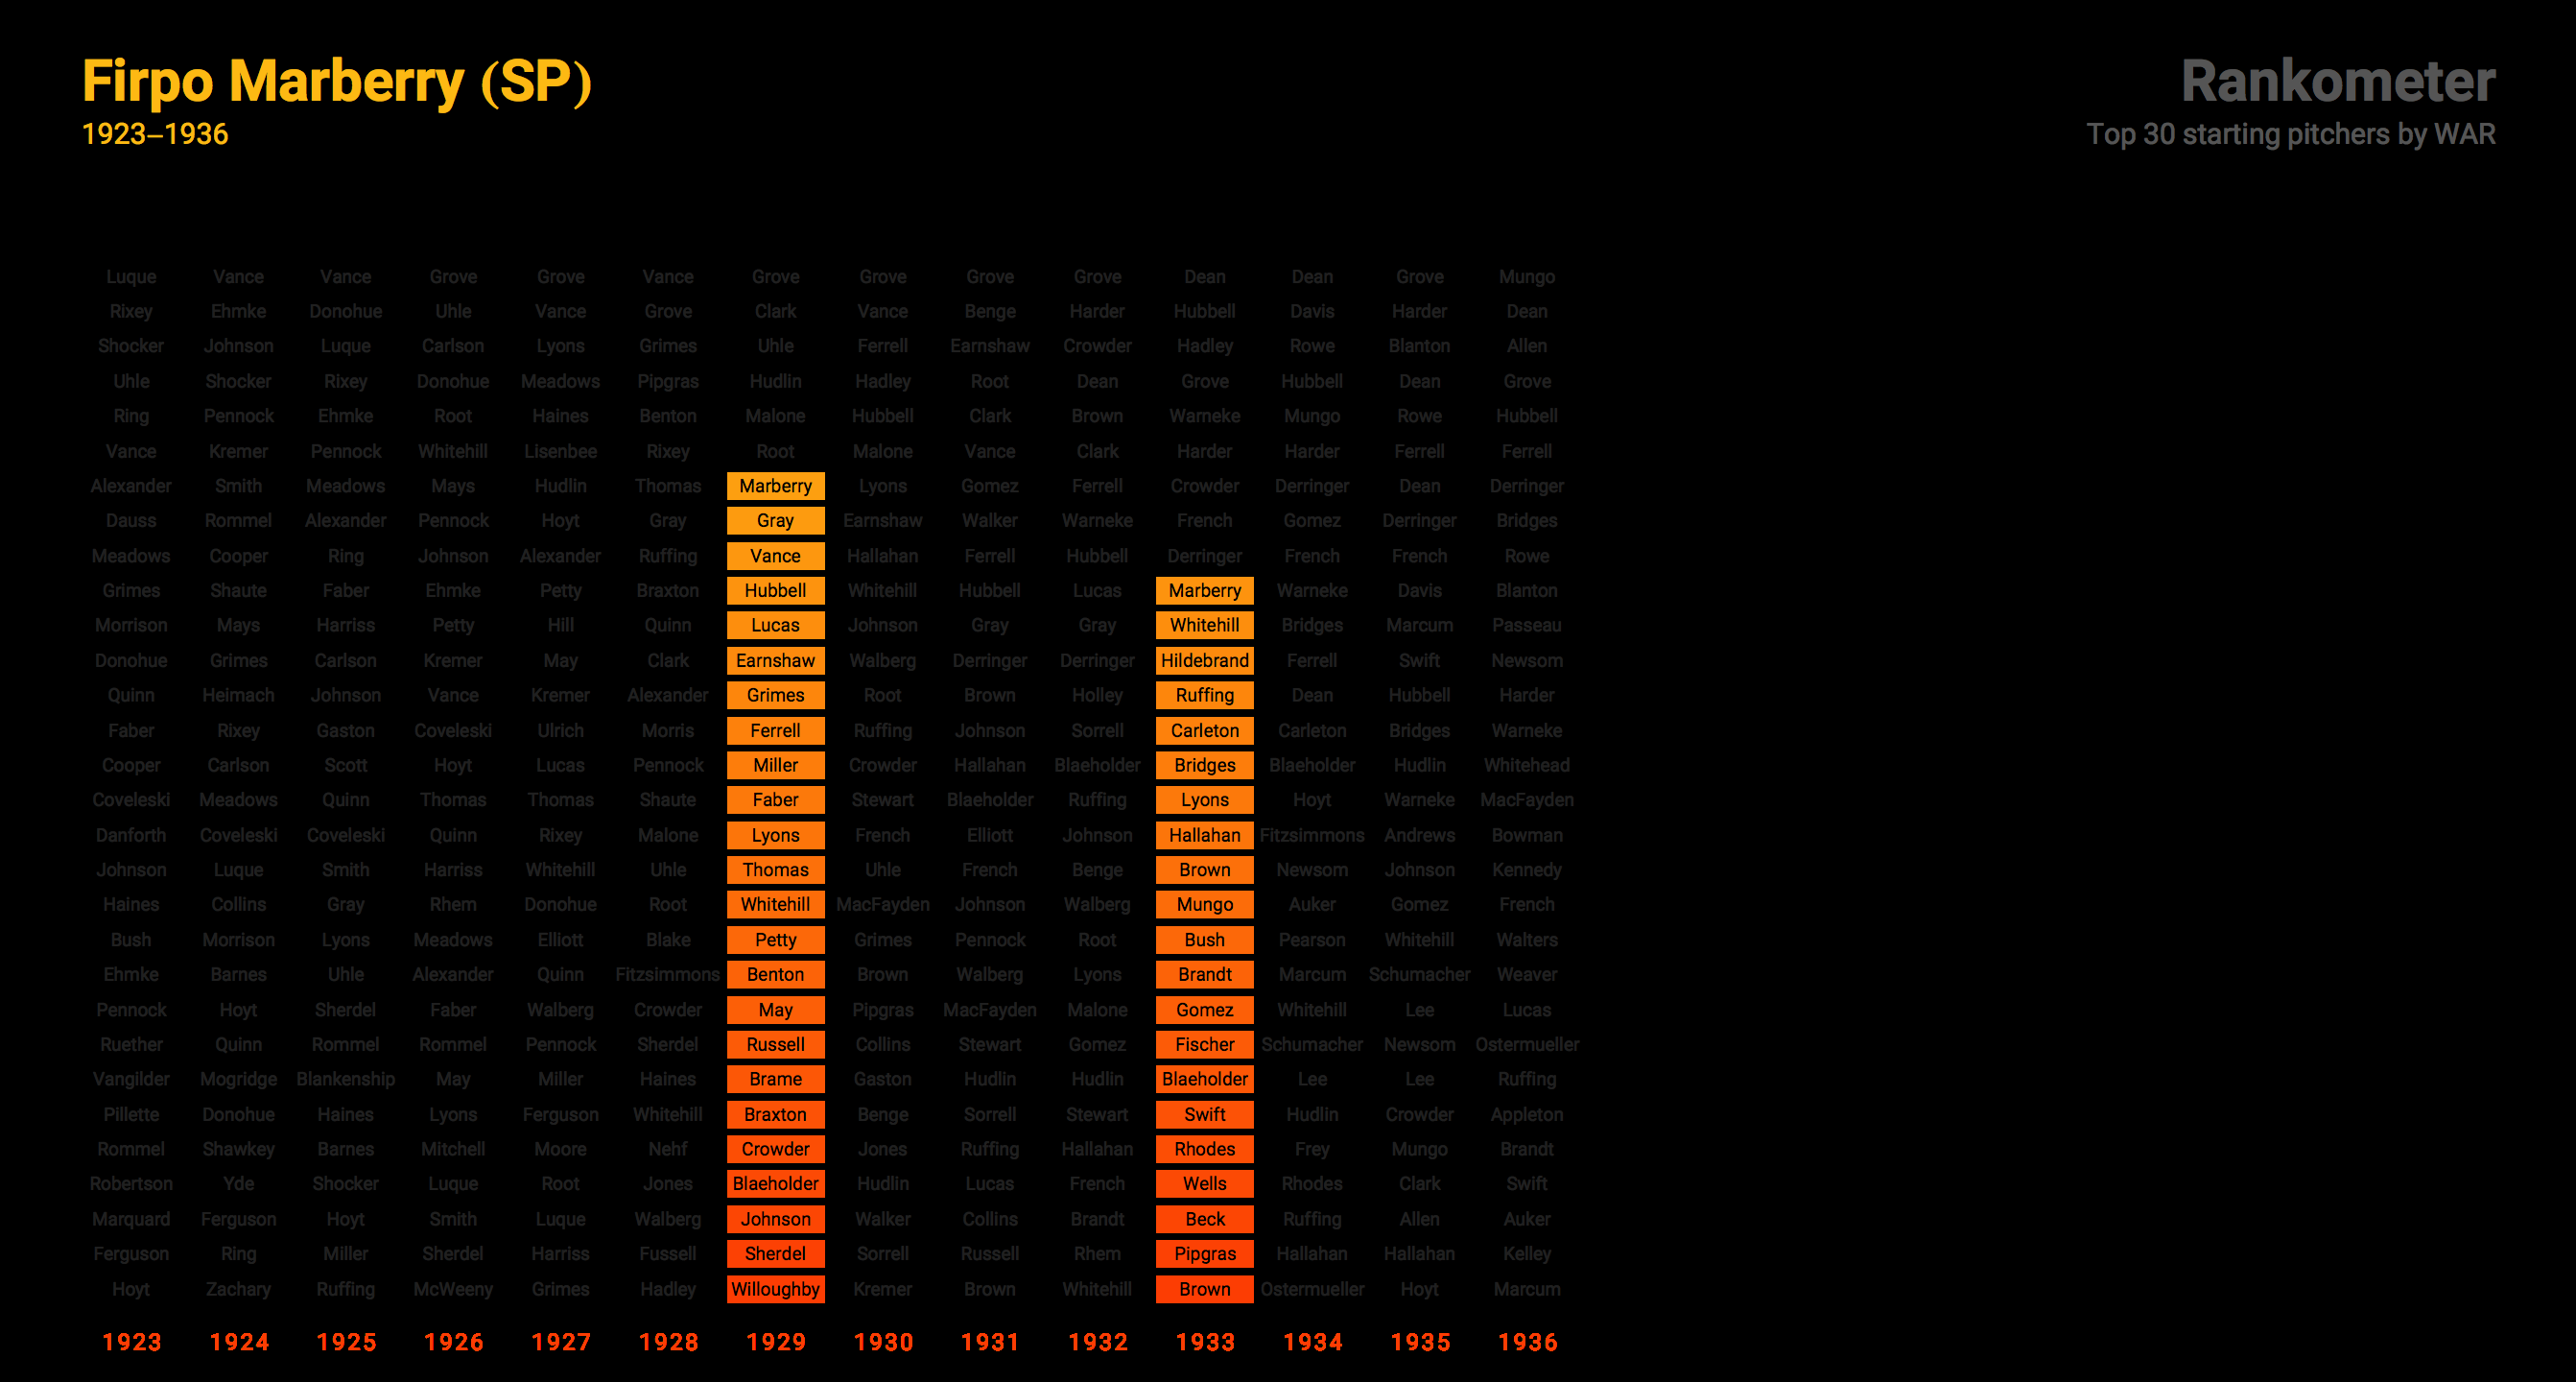 Firpo Marberry (SP)
1923–1936
Rankometer
Top 30 starting pitchers by WAR
Luque Vance Vance Grove Grove Vance Grove Grove Grove Grove Dean Dean Grove Mungo
Rixey Ehmke Donohue Uhle Vance Grove Clark Vance Benge Harder Hubbell Davis Harder Dean
Shocker Johnson Luque Carlson Lyons Grimes Uhle Ferrell Earnshaw Crowder Hadley Rowe Blanton Allen
Uhle Shocker Rixey Donohue Meadows Pipgras Hudlin Hadley Root Dean Grove Hubbell Dean Grove
Ring Pennock Ehmke Root Haines Benton Malone Hubbell Clark Brown Warneke Mungo Rowe Hubbell
Vance Kremer Pennock Whitehill Lisenbee Rixey Root Malone Vance Clark Harder Harder Ferrell Ferrell
Alexander Smith Meadows Mays Hudlin Thomas Marberry Lyons Gomez Ferrell Crowder Derringer Dean Derringer
Dauss Rommel Alexander Pennock Hoyt Gray Gray Earnshaw Walker Warneke French Gomez Derringer Bridges
Meadows Cooper Ring Johnson Alexander Ruffing Vance Hallahan Ferrell Hubbell Derringer French French Rowe
Grimes Shaute Faber Ehmke Petty Braxton Hubbell Whitehill Hubbell Lucas Marberry Warneke Davis Blanton
Morrison Mays Harriss Petty Hill Quinn Lucas Johnson Gray Gray Whitehill Bridges Marcum Passeau
Donohue Grimes Carlson Kremer May Clark Earnshaw Walberg Derringer Derringer Hildebrand Ferrell Swift Newsom
Quinn Heimach Johnson Vance Kremer Alexander Grimes Root Brown Holley Ruffing Dean Hubbell Harder
Faber Rixey Gaston Coveleski Ulrich Morris Ferrell Ruffing Johnson Sorrell Carleton Carleton Bridges Warneke
Cooper Carlson Scott Hoyt Lucas Pennock Miller Crowder Hallahan Blaeholder Bridges Blaeholder Hudlin Whitehead
Coveleski Meadows Quinn Thomas Thomas Shaute Faber Stewart Blaeholder Ruffing Lyons Hoyt Warneke MacFayden
Danforth Coveleski Coveleski Quinn Rixey Malone Lyons French Elliott Johnson Hallahan Fitzsimmons Andrews Bowman
Johnson Luque Smith Harriss Whitehill Uhle Thomas Uhle French Benge Brown Newsom Johnson Kennedy
Haines Collins Gray Rhem Donohue Root Whitehill MacFayden Johnson Walberg Mungo Auker Gomez French
Bush Morrison Lyons Meadows Elliott Blake Petty Grimes Pennock Root Bush Pearson Whitehill Walters
Ehmke Barnes Uhle Alexander Quinn Fitzsimmons Benton Brown Walberg Lyons Brandt Marcum Schumacher Weaver
Pennock Hoyt Sherdel Faber Walberg Crowder May Pipgras MacFayden Malone Gomez Whitehill Lee Lucas
Ruether Quinn Rommel Rommel Pennock Sherdel Russell Collins Stewart Gomez Fischer Schumacher Newsom Ostermueller
Vangilder Mogridge Blankenship May Miller Haines Brame Gaston Hudlin Hudlin Blaeholder Lee Lee Ruffing
Pillette Donohue Haines Lyons Ferguson Whitehill Braxton Benge Sorrell Stewart Swift Hudlin Crowder Appleton
Rommel Shawkey Barnes Mitchell Moore Nehf Crowder Jones Ruffing Hallahan Rhodes Frey Mungo Brandt
Robertson Yde Shocker Luque Root Jones Blaeholder Hudlin Lucas French Wells Rhodes Clark Swift
Marquard Ferguson Hoyt Smith Luque Walberg Johnson Walker Collins Brandt Beck Ruffing Allen Auker
Ferguson Ring Miller Sherdel Harriss Fussell Sherdel Sorrell Russell Rhem Pipgras Hallahan Hallahan Kelley
Hoyt Zachary Ruffing McWeeny Grimes Hadley Willoughby Kremer Brown Whitehill Brown Ostermueller Hoyt Marcum
1923 1924 1925 1926 1927 1928 1929 1930 1931 1932 1933 1934 1935 1936